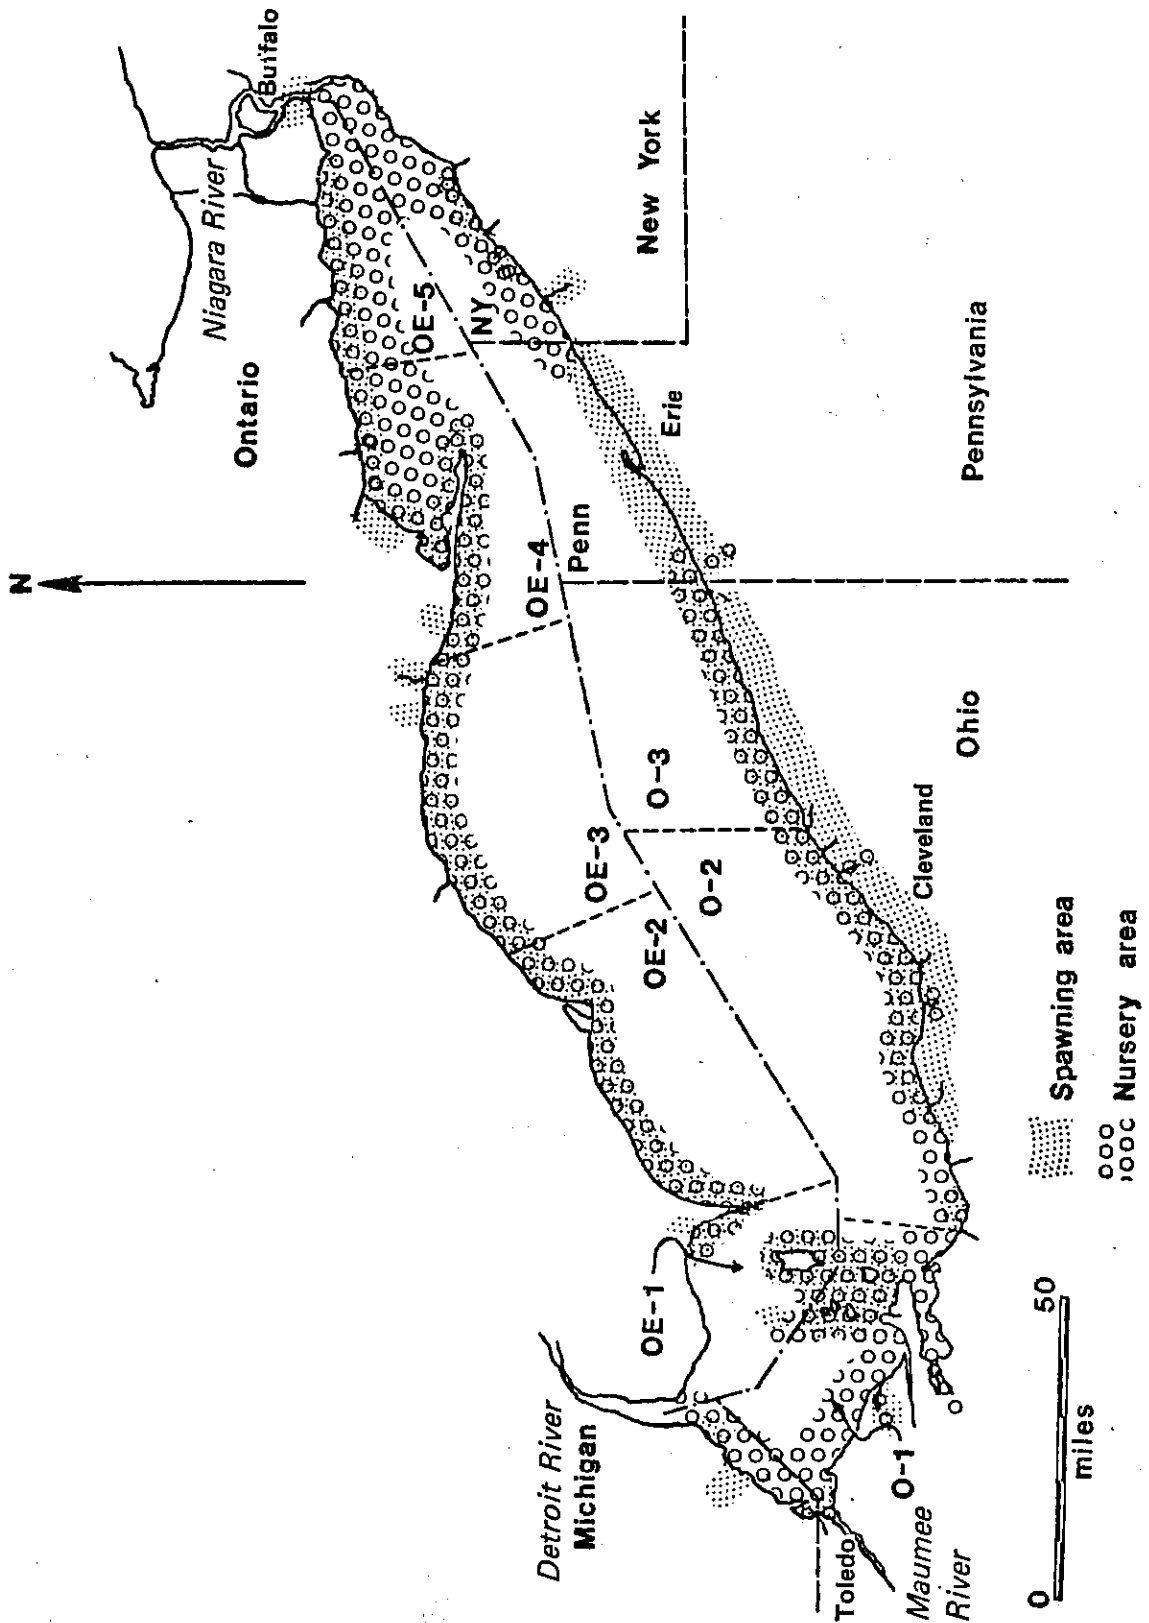 N
Buffalo
Niagara River
Ontario
New York
OE-5
NY
Erie
Pennsylvania
OE-4
Penn
Ohio
O-3
OE-3
O-2
OE-2
Cleveland
OE-1
Detroit River
Michigan
O-1
Toledo
Maumee
River
Spawning area
Nursery area
0 50
miles